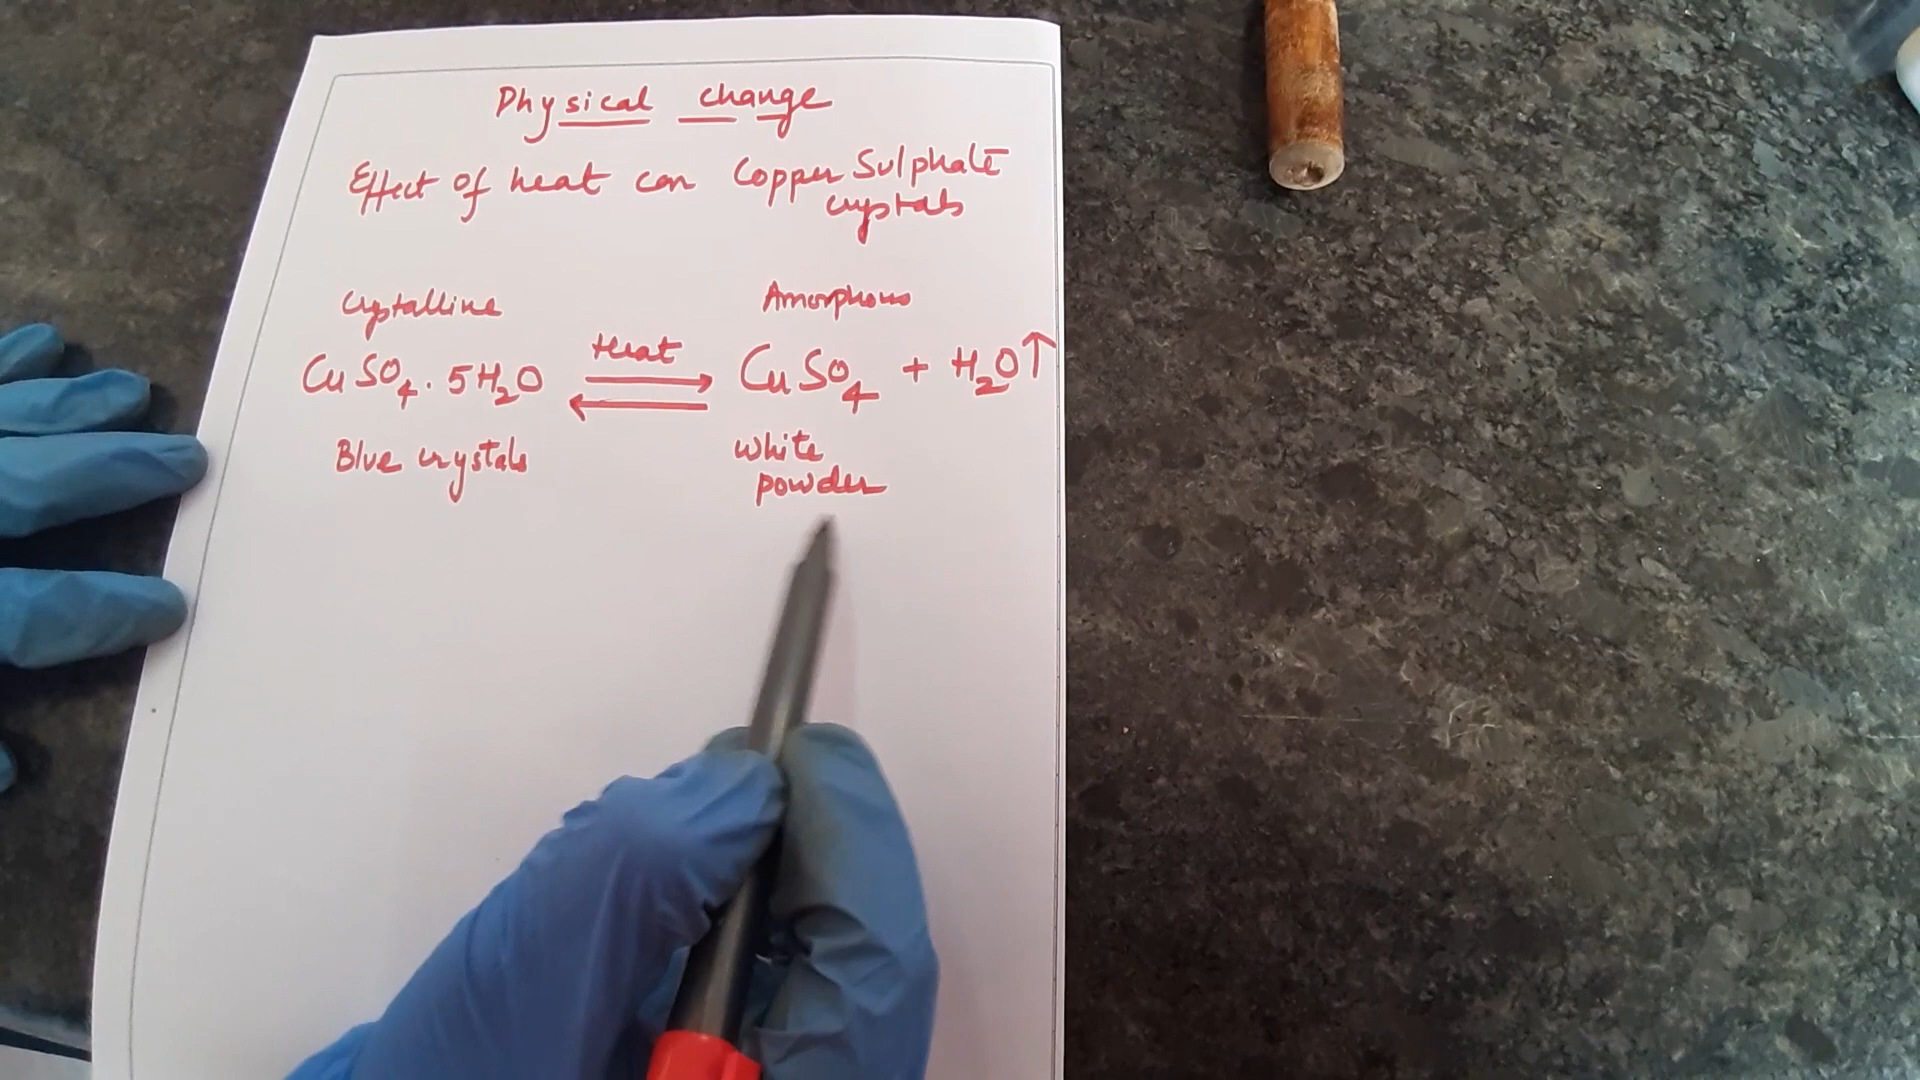 Physical change
Effect of heat on Copper Sulphate
crystals
Crystalline
Amorphous
CuSO₄ . 5H₂O
Heat
⇌
CuSO₄ + H₂O↑
Blue crystals
White
powder